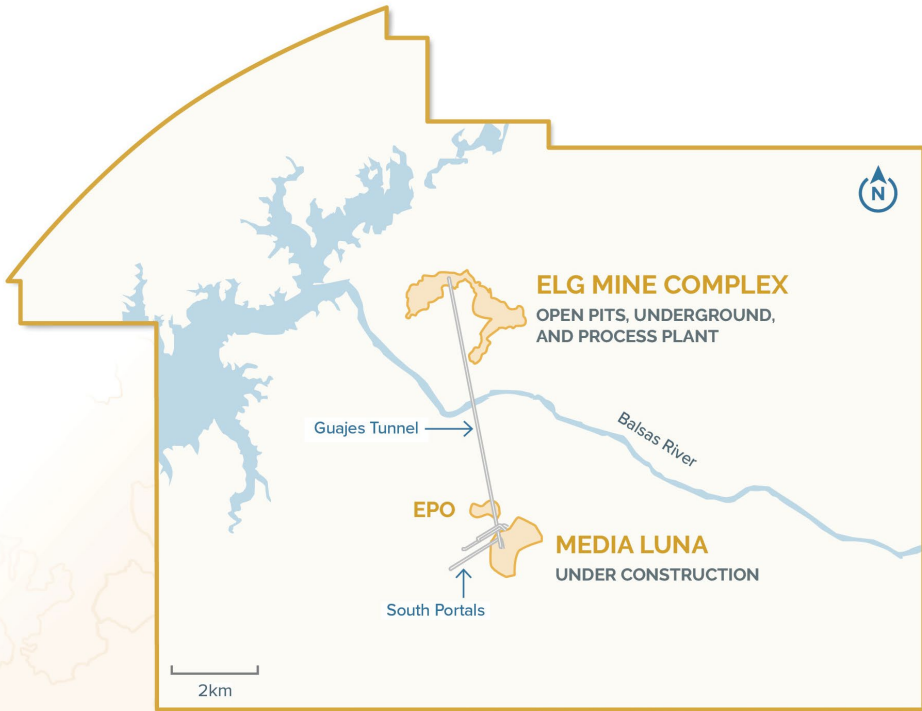 N
ELG MINE COMPLEX
OPEN PITS, UNDERGROUND,
AND PROCESS PLANT
Guajes Tunnel
Balsas River
EPO
MEDIA LUNA
UNDER CONSTRUCTION
South Portals
2km